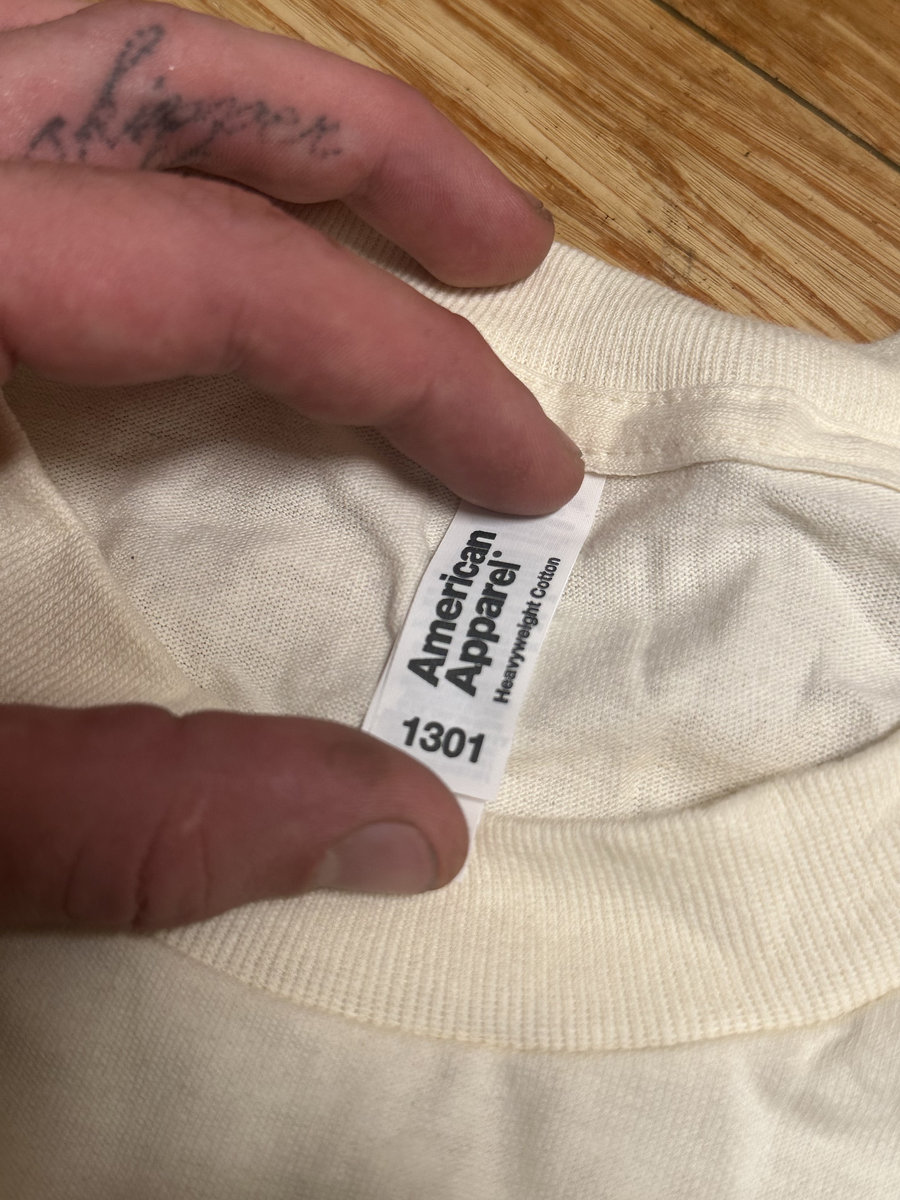 American
Apparel
Heavyweight Cotton
1301